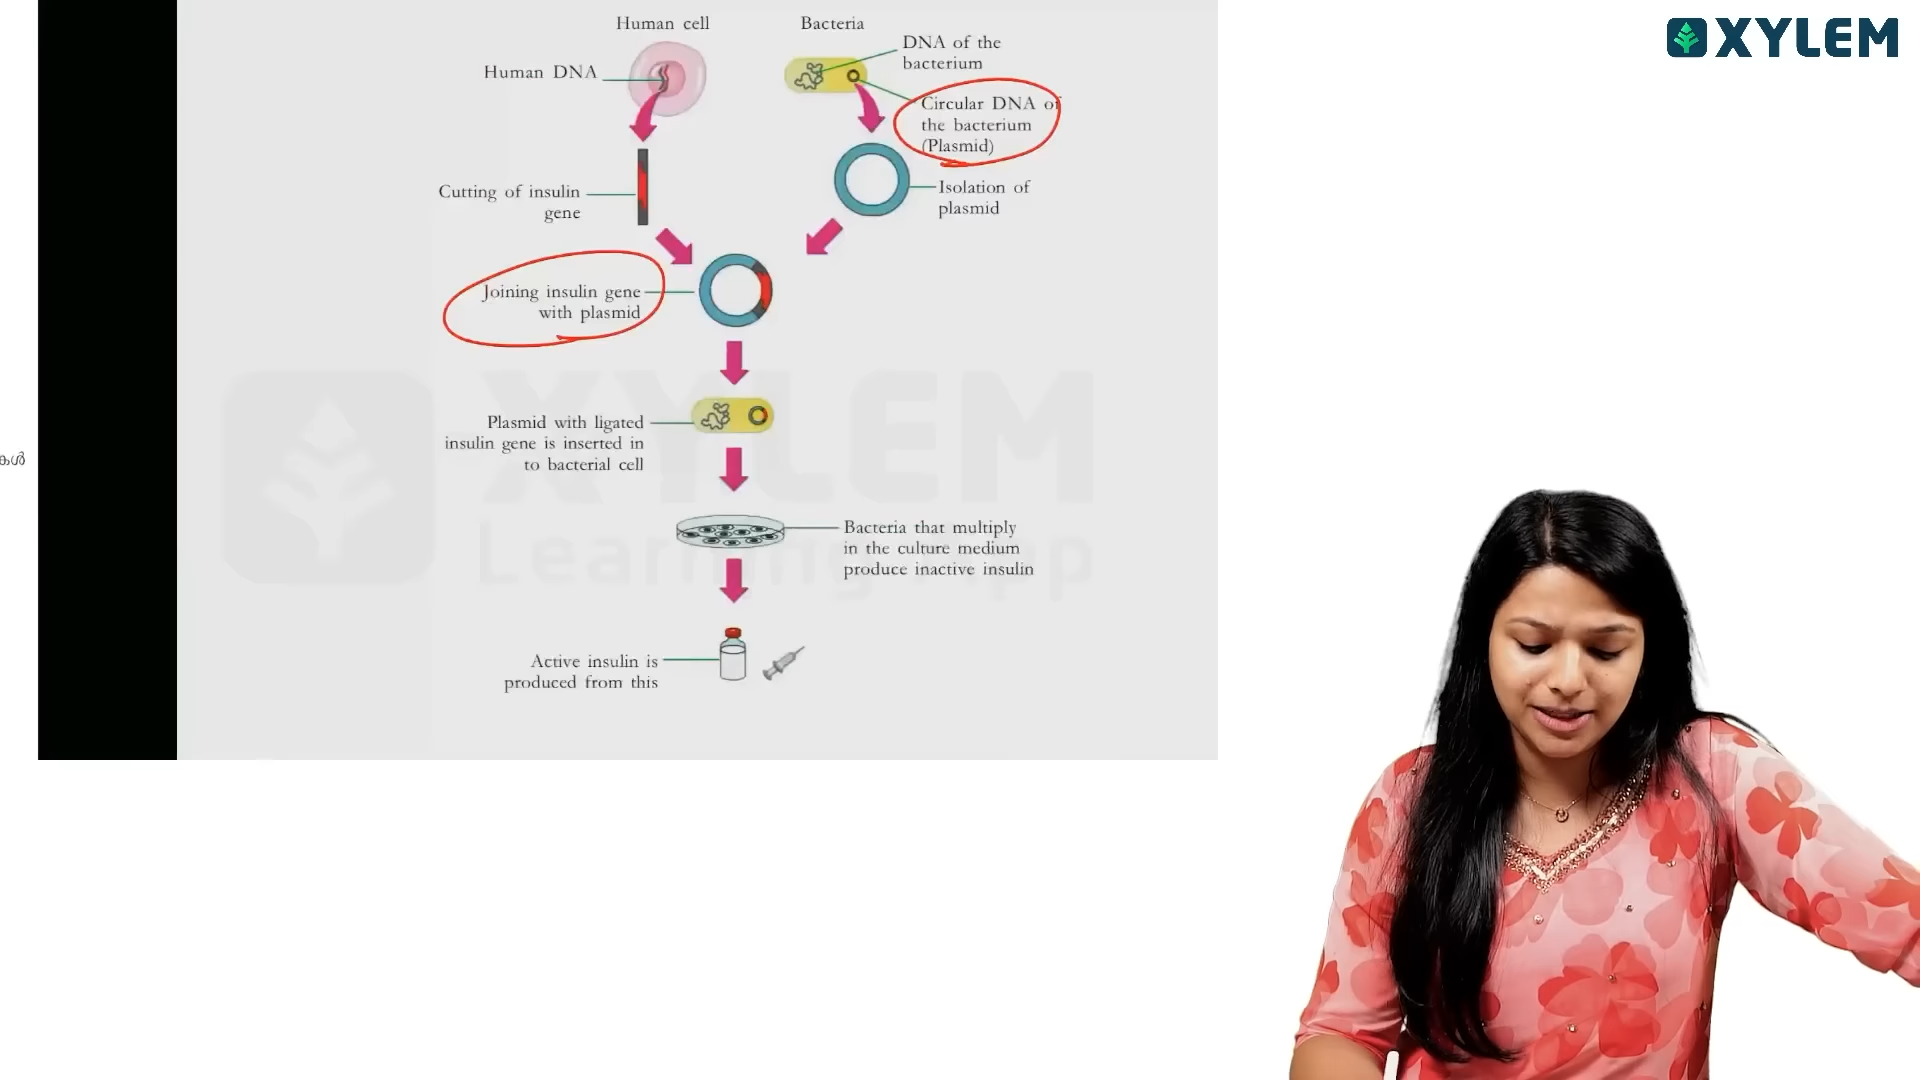 XYLEM
Human cell
Bacteria
DNA of the
bacterium
Human DNA
Circular DNA of
the bacterium
(Plasmid)
Cutting of insulin
gene
Isolation of
plasmid
Joining insulin gene
with plasmid
Plasmid with ligated
insulin gene is inserted in
to bacterial cell
XYLEM
Learning App
Bacteria that multiply
in the culture medium
produce inactive insulin
Active insulin is
produced from this